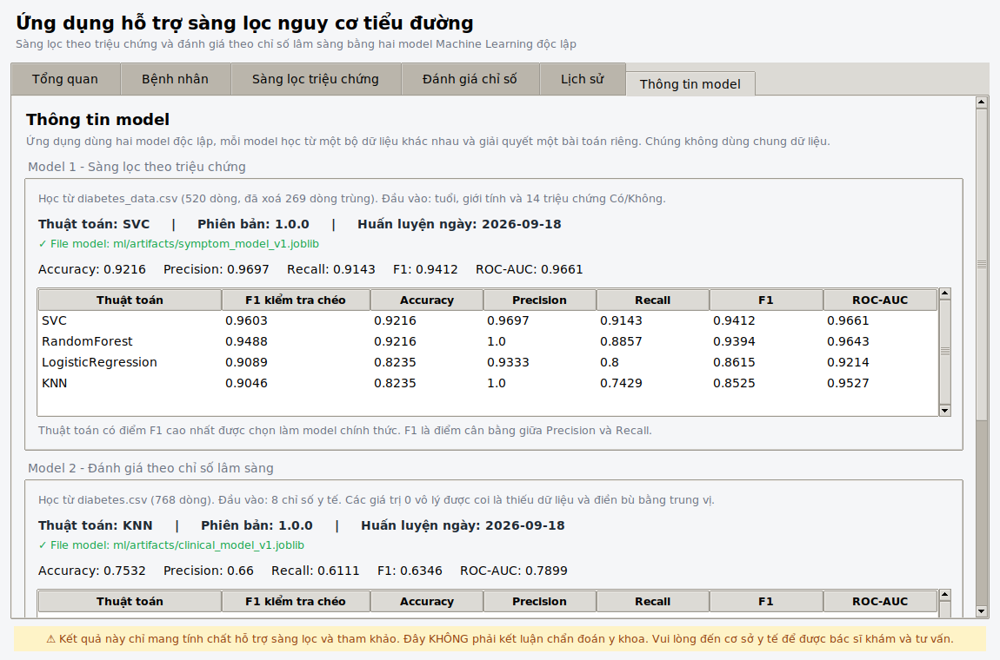 Ứng dụng hỗ trợ sàng lọc nguy cơ tiểu đường
Sàng lọc theo triệu chứng và đánh giá theo chỉ số lâm sàng bằng hai model Machine Learning độc lập
Tổng quan Bệnh nhân Sàng lọc triệu chứng Đánh giá chỉ số Lịch sử Thông tin model
Thông tin model
Ứng dụng dùng hai model độc lập, mỗi model học từ một bộ dữ liệu khác nhau và giải quyết một bài toán riêng. Chúng không dùng chung dữ liệu.
Model 1 - Sàng lọc theo triệu chứng
Học từ diabetes_data.csv (520 dòng, đã xoá 269 dòng trùng). Đầu vào: tuổi, giới tính và 14 triệu chứng Có/Không.
Thuật toán: SVC | Phiên bản: 1.0.0 | Huấn luyện ngày: 2026-09-18
✓ File model: ml/artifacts/symptom_model_v1.joblib
Accuracy: 0.9216 Precision: 0.9697 Recall: 0.9143 F1: 0.9412 ROC-AUC: 0.9661
Thuật toán F1 kiểm tra chéo Accuracy Precision Recall F1 ROC-AUC
SVC 0.9603 0.9216 0.9697 0.9143 0.9412 0.9661
RandomForest 0.9488 0.9216 1.0 0.8857 0.9394 0.9643
LogisticRegression 0.9089 0.8235 0.9333 0.8 0.8615 0.9214
KNN 0.9046 0.8235 1.0 0.7429 0.8525 0.9527
Thuật toán có điểm F1 cao nhất được chọn làm model chính thức. F1 là điểm cân bằng giữa Precision và Recall.
Model 2 - Đánh giá theo chỉ số lâm sàng
Học từ diabetes.csv (768 dòng). Đầu vào: 8 chỉ số y tế. Các giá trị 0 vô lý được coi là thiếu dữ liệu và điền bù bằng trung vị.
Thuật toán: KNN | Phiên bản: 1.0.0 | Huấn luyện ngày: 2026-09-18
✓ File model: ml/artifacts/clinical_model_v1.joblib
Accuracy: 0.7532 Precision: 0.66 Recall: 0.6111 F1: 0.6346 ROC-AUC: 0.7899
Thuật toán F1 kiểm tra chéo Accuracy Precision Recall F1 ROC-AUC
⚠ Kết quả này chỉ mang tính chất hỗ trợ sàng lọc và tham khảo. Đây KHÔNG phải kết luận chẩn đoán y khoa. Vui lòng đến cơ sở y tế để được bác sĩ khám và tư vấn.